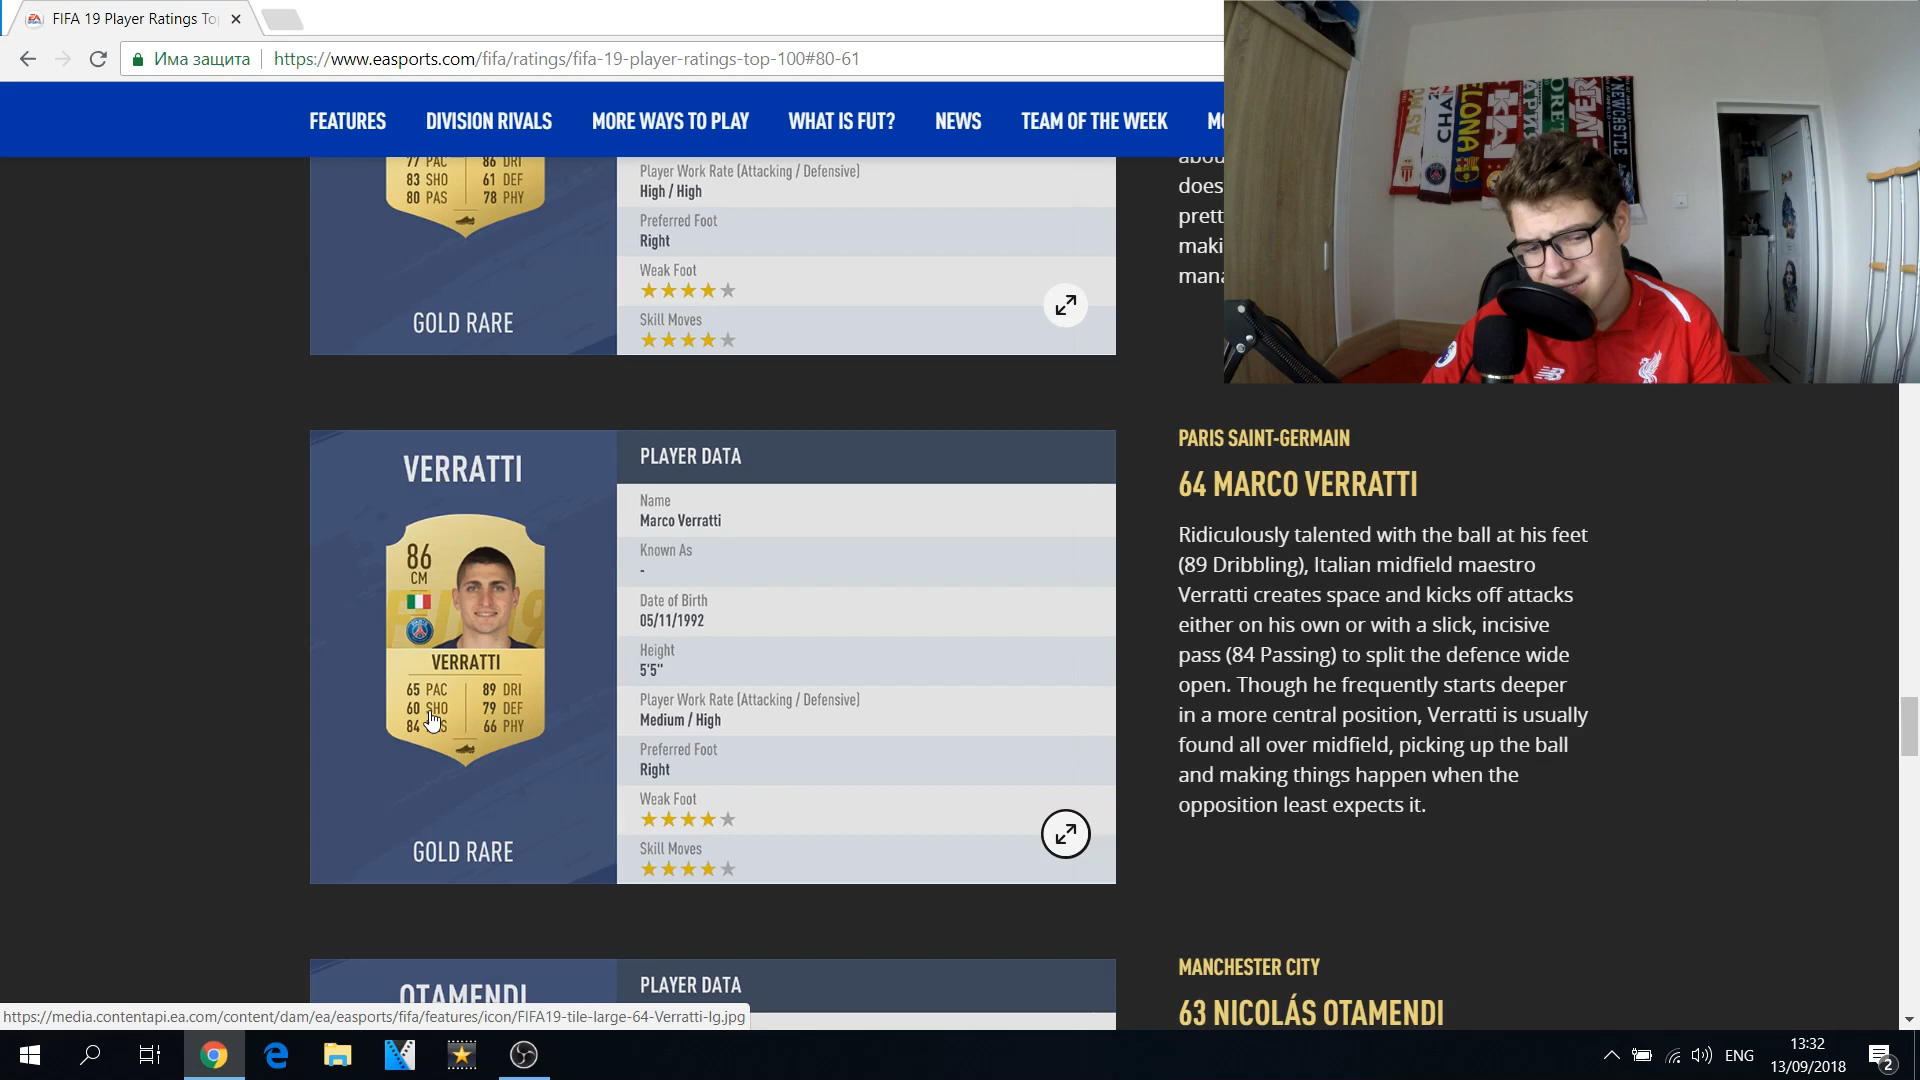 FIFA 19 Player Ratings To
Има защита
https://www.easports.com/fifa/ratings/fifa-19-player-ratings-top-100#80-61
FEATURES
DIVISION RIVALS
MORE WAYS TO PLAY
WHAT IS FUT?
NEWS
TEAM OF THE WEEK
77 PAC 86 DRI
83 SHO 61 DEF
80 PAS 78 PHY
GOLD RARE
Player Work Rate (Attacking / Defensive)
High / High
Preferred Foot
Right
Weak Foot
Skill Moves
does
VERRATTI
86
CM
VERRATTI
65 PAC 89 DRI
60 SHO 79 DEF
84 66 PHY
GOLD RARE
PLAYER DATA
Name
Marco Verratti
Known As
-
Date of Birth
05/11/1992
Height
5'5"
Player Work Rate (Attacking / Defensive)
Medium / High
Preferred Foot
Right
Weak Foot
Skill Moves
PARIS SAINT-GERMAIN
64 MARCO VERRATTI
Ridiculously talented with the ball at his feet
(89 Dribbling), Italian midfield maestro
Verratti creates space and kicks off attacks
either on his own or with a slick, incisive
pass (84 Passing) to split the defence wide
open. Though he frequently starts deeper
in a more central position, Verratti is usually
found all over midfield, picking up the ball
and making things happen when the
opposition least expects it.
OTAMENDI
PLAYER DATA
MANCHESTER CITY
63 NICOLÁS OTAMENDI
https://media.contentapi.ea.com/content/dam/ea/easports/fifa/features/icon/FIFA19-tile-large-64-Verratti-lg.jpg
NEWCASTLE
ENG
13:32
13/09/2018
2